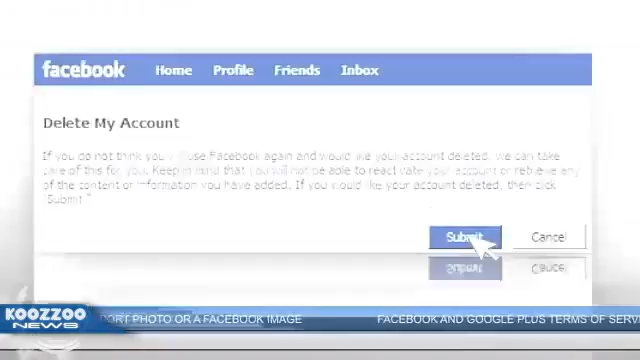 facebook Home Profile Friends Inbox
Delete My Account
If you do not think you will use Facebook again and would like your account deleted, we can take
care of this for you. Keep in mind that you will not be able to reactivate your account or retrieve any
of the content or information you have added. If you would like your account deleted, then click
"Submit."
Submit Cancel
Submit Cancel
KOOZZOO
NEWS
PORT PHOTO OR A FACEBOOK IMAGE FACEBOOK AND GOOGLE PLUS TERMS OF SERV